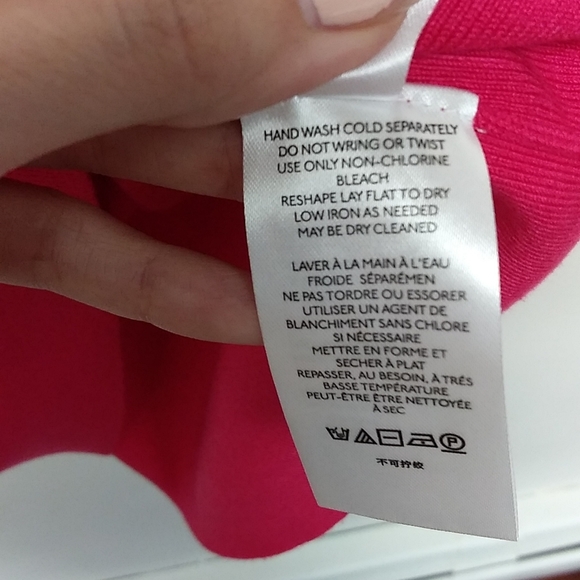 HAND WASH COLD SEPARATELY
DO NOT WRING OR TWIST
USE ONLY NON-CHLORINE
BLEACH
RESHAPE LAY FLAT TO DRY
LOW IRON AS NEEDED
MAY BE DRY CLEANED
LAVER À LA MAIN À L'EAU
FROIDE SÉPARÉMEN
NE PAS TORDRE OU ESSORER
UTILISER UN AGENT DE
BLANCHIMENT SANS CHLORE
SI NÉCESSAIRE
METTRE EN FORME ET
SECHER À PLAT
REPASSER, AU BESOIN, À TRÉS
BASSE TEMPÉRATURE
PEUT-ÊTRE ÊTRE NETTOYÉE
À SEC
P
不可拧绞